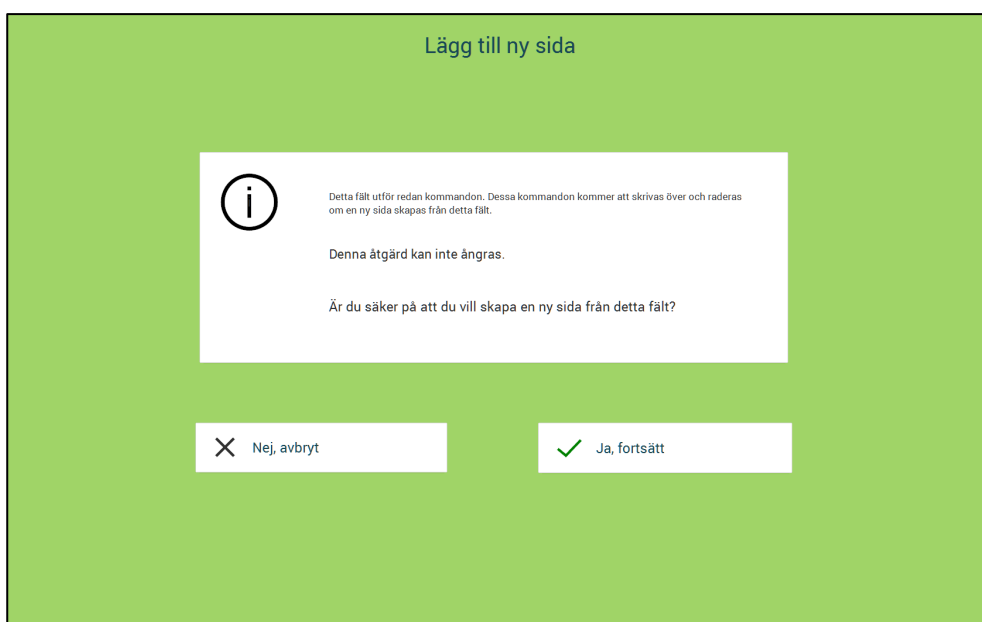 Lägg till ny sida
Detta fält utför redan kommandon. Dessa kommandon kommer att skrivas över och raderas
om en ny sida skapas från detta fält.
Denna åtgärd kan inte ångras.
Är du säker på att du vill skapa en ny sida från detta fält?
Nej, avbryt
Ja, fortsätt